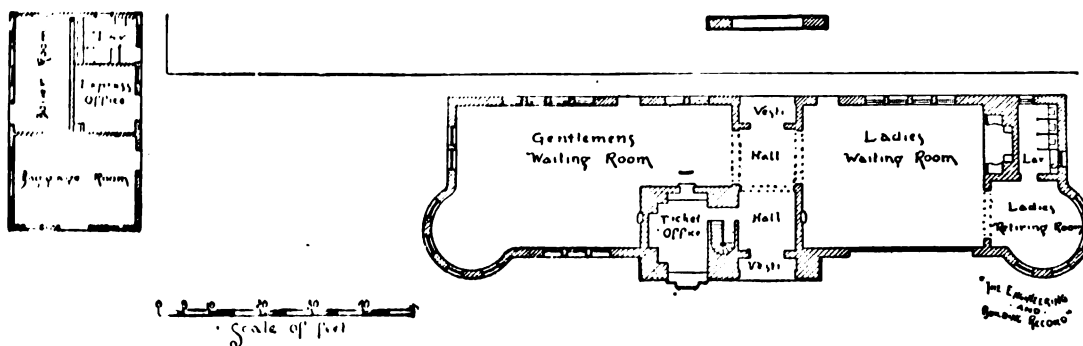 Express
Office
Baggage Room
Gentlemens
Waiting Room
Ticket
Office
Vesti
Hall
Hall
Vesti
Ladies
Waiting Room
Lav
Ladies
Retiring Room
Scale of feet
"The Engineering
AND
Building Record"